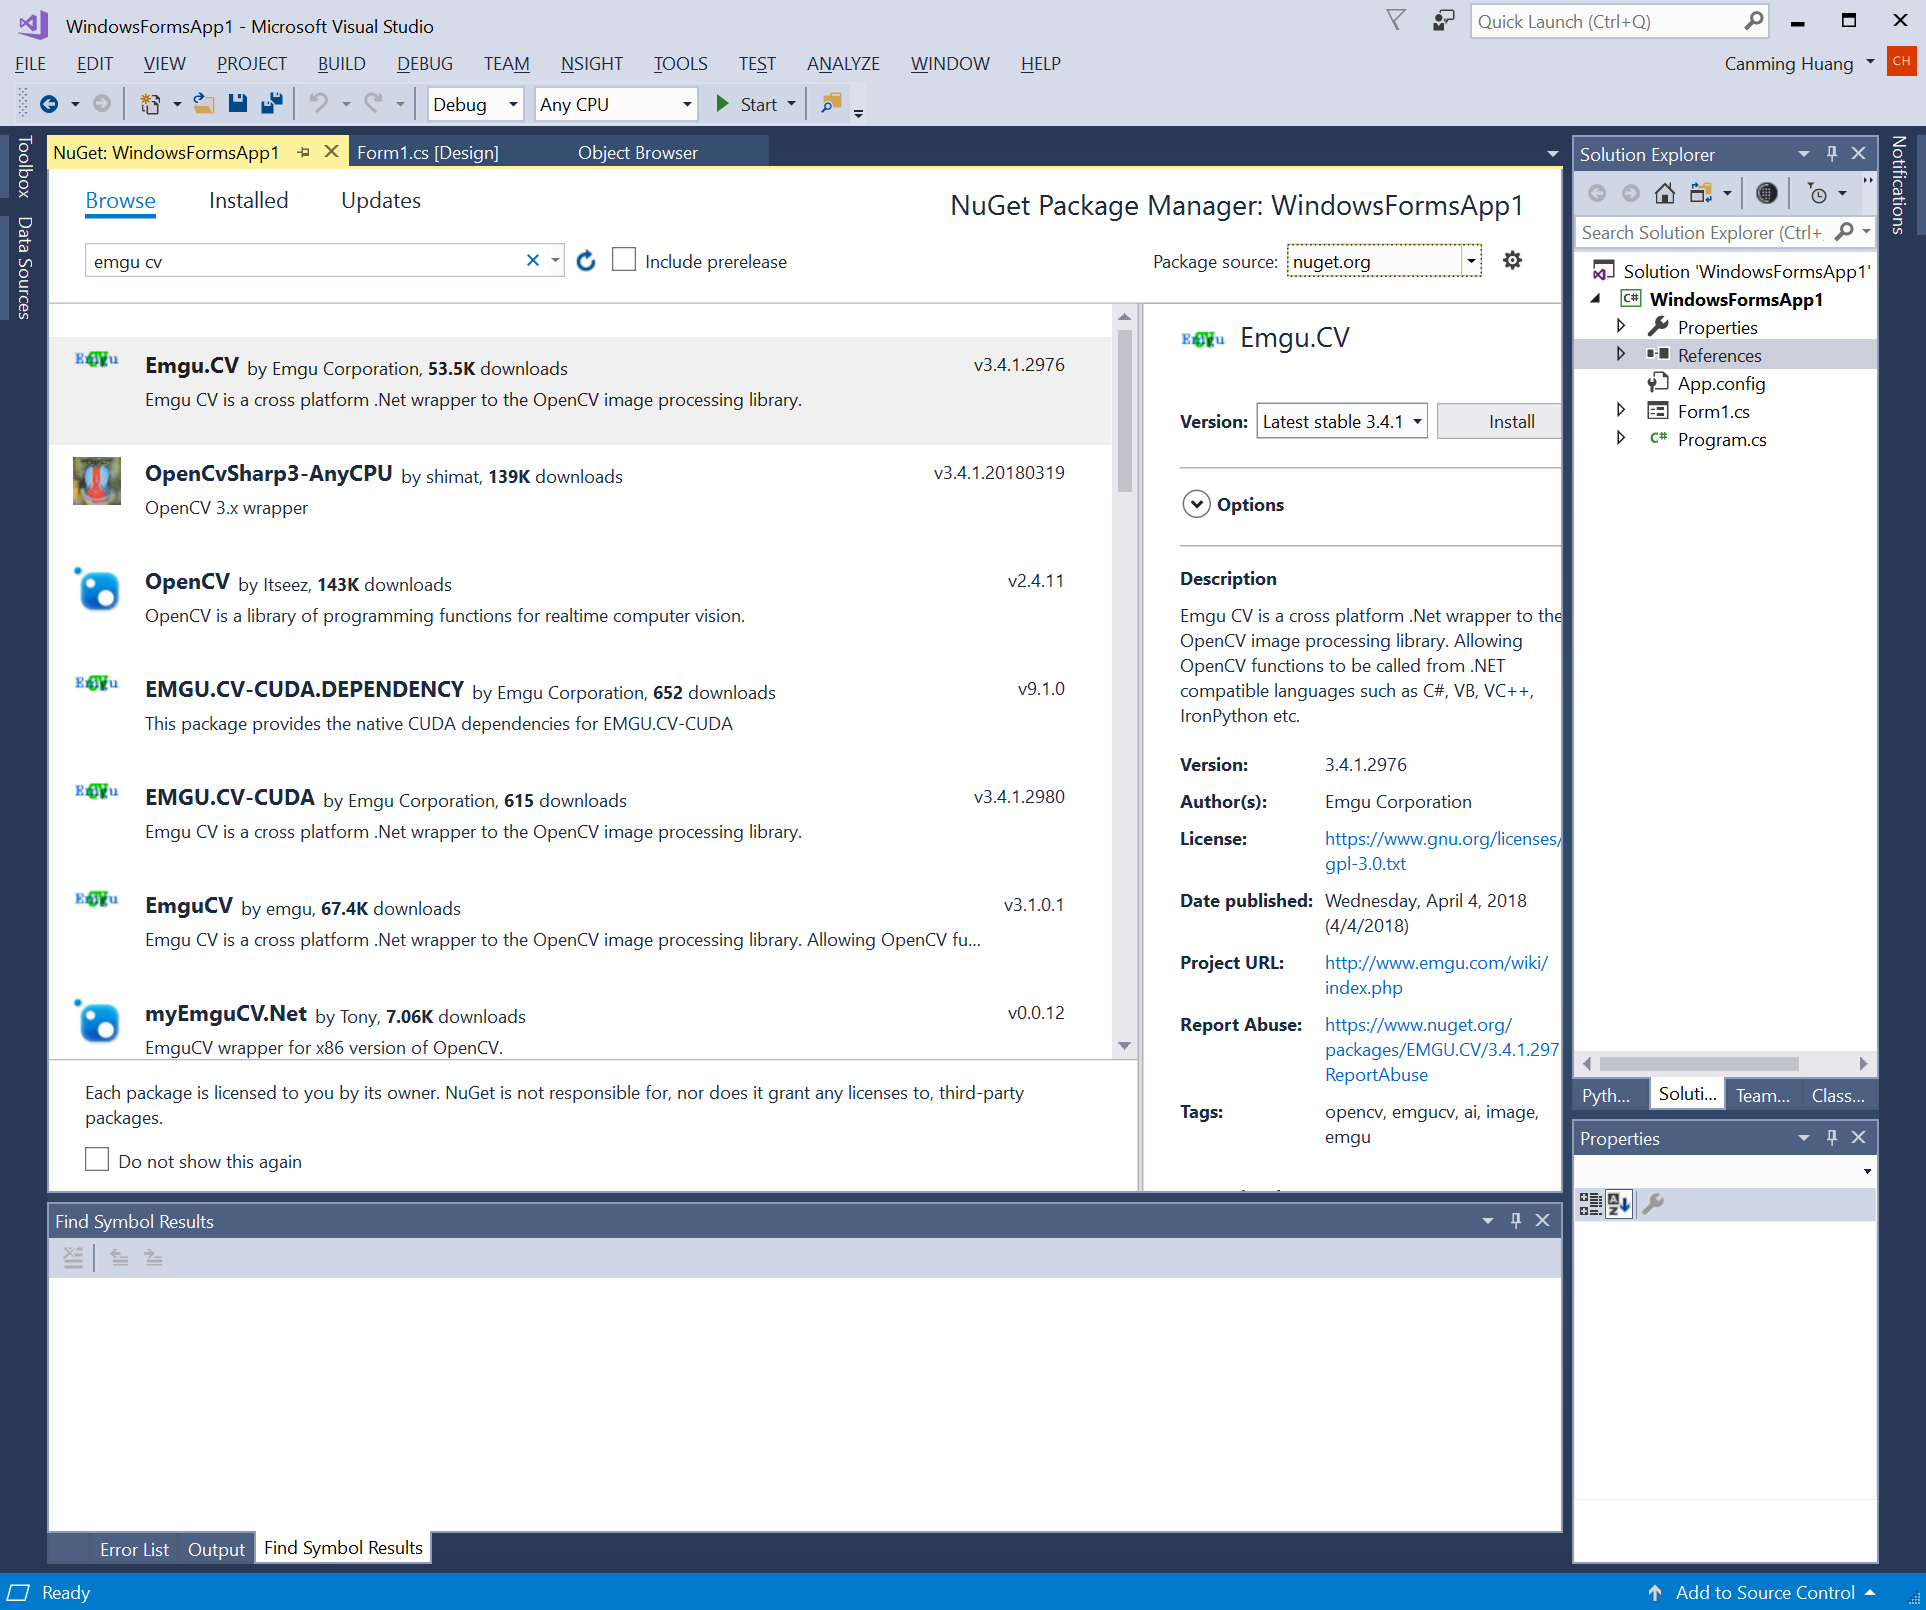 WindowsFormsApp1 - Microsoft Visual Studio
Quick Launch (Ctrl+Q)
FILE EDIT VIEW PROJECT BUILD DEBUG TEAM NSIGHT TOOLS TEST ANALYZE WINDOW HELP
Canming Huang CH
Debug Any CPU Start
Toolbox
Data Sources
NuGet: WindowsFormsApp1 Form1.cs [Design] Object Browser
Browse Installed Updates
NuGet Package Manager: WindowsFormsApp1
emgu cv
Include prerelease
Package source: nuget.org
Emgu.CV by Emgu Corporation, 53.5K downloads v3.4.1.2976
Emgu CV is a cross platform .Net wrapper to the OpenCV image processing library.
OpenCvSharp3-AnyCPU by shimat, 139K downloads v3.4.1.20180319
OpenCV 3.x wrapper
OpenCV by Itseez, 143K downloads v2.4.11
OpenCV is a library of programming functions for realtime computer vision.
EMGU.CV-CUDA.DEPENDENCY by Emgu Corporation, 652 downloads v9.1.0
This package provides the native CUDA dependencies for EMGU.CV-CUDA
EMGU.CV-CUDA by Emgu Corporation, 615 downloads v3.4.1.2980
Emgu CV is a cross platform .Net wrapper to the OpenCV image processing library.
EmguCV by emgu, 67.4K downloads v3.1.0.1
Emgu CV is a cross platform .Net wrapper to the OpenCV image processing library. Allowing OpenCV fu...
myEmguCV.Net by Tony, 7.06K downloads v0.0.12
EmguCV wrapper for x86 version of OpenCV.
Each package is licensed to you by its owner. NuGet is not responsible for, nor does it grant any licenses to, third-party
packages.
Do not show this again
Emgu.CV
Version: Latest stable 3.4.1 Install
Options
Description
Emgu CV is a cross platform .Net wrapper to the
OpenCV image processing library. Allowing
OpenCV functions to be called from .NET
compatible languages such as C#, VB, VC++,
IronPython etc.
Version: 3.4.1.2976
Author(s): Emgu Corporation
License: https://www.gnu.org/licenses/
gpl-3.0.txt
Date published: Wednesday, April 4, 2018
(4/4/2018)
Project URL: http://www.emgu.com/wiki/
index.php
Report Abuse: https://www.nuget.org/
packages/EMGU.CV/3.4.1.297
ReportAbuse
Tags: opencv, emgucv, ai, image,
emgu
Find Symbol Results
Error List Output Find Symbol Results
Solution Explorer
Search Solution Explorer (Ctrl+
Solution 'WindowsFormsApp1'
C# WindowsFormsApp1
Properties
References
App.config
Form1.cs
C# Program.cs
Pyth... Soluti... Team... Class...
Properties
Notifications
Ready
Add to Source Control